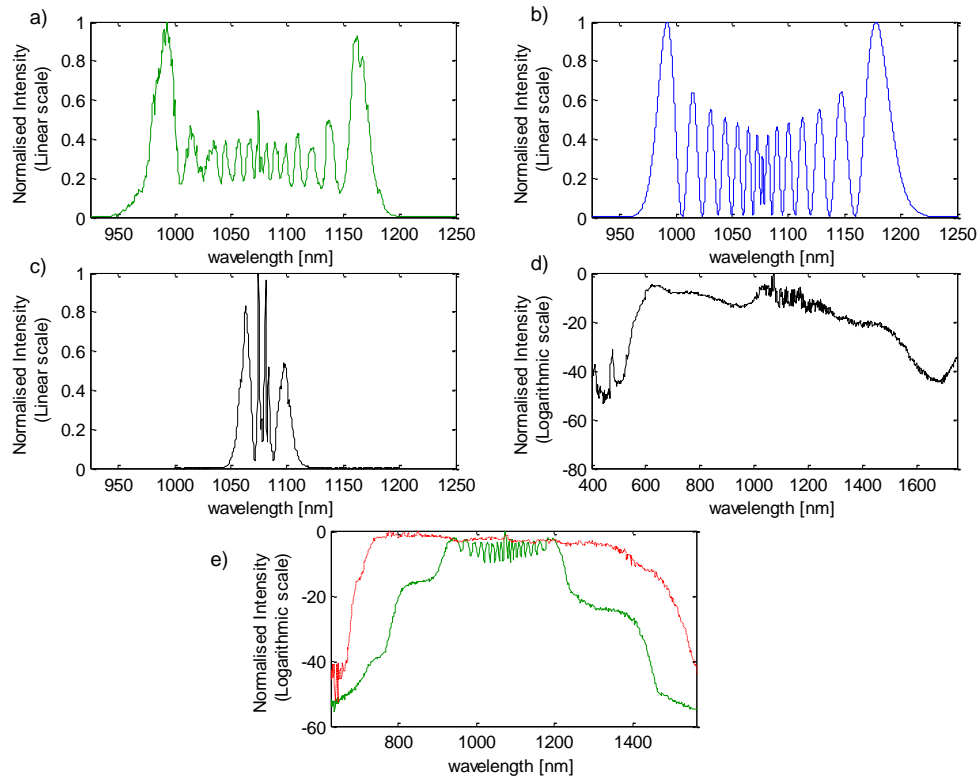 a)
Normalised Intensity
(Linear scale)
1
0.8
0.6
0.4
0.2
0
950 1000 1050 1100 1150 1200 1250
wavelength [nm]
b)
Normalised Intensity
(Linear scale)
1
0.8
0.6
0.4
0.2
0
950 1000 1050 1100 1150 1200 1250
wavelength [nm]
c)
Normalised Intensity
(Linear scale)
1
0.8
0.6
0.4
0.2
0
950 1000 1050 1100 1150 1200 1250
wavelength [nm]
d)
Normalised Intensity
(Logarithmic scale)
0
-20
-40
-60
-80
400 600 800 1000 1200 1400 1600
wavelength [nm]
e)
Normalised Intensity
(Logarithmic scale)
0
-20
-40
-60
800 1000 1200 1400
wavelength [nm]